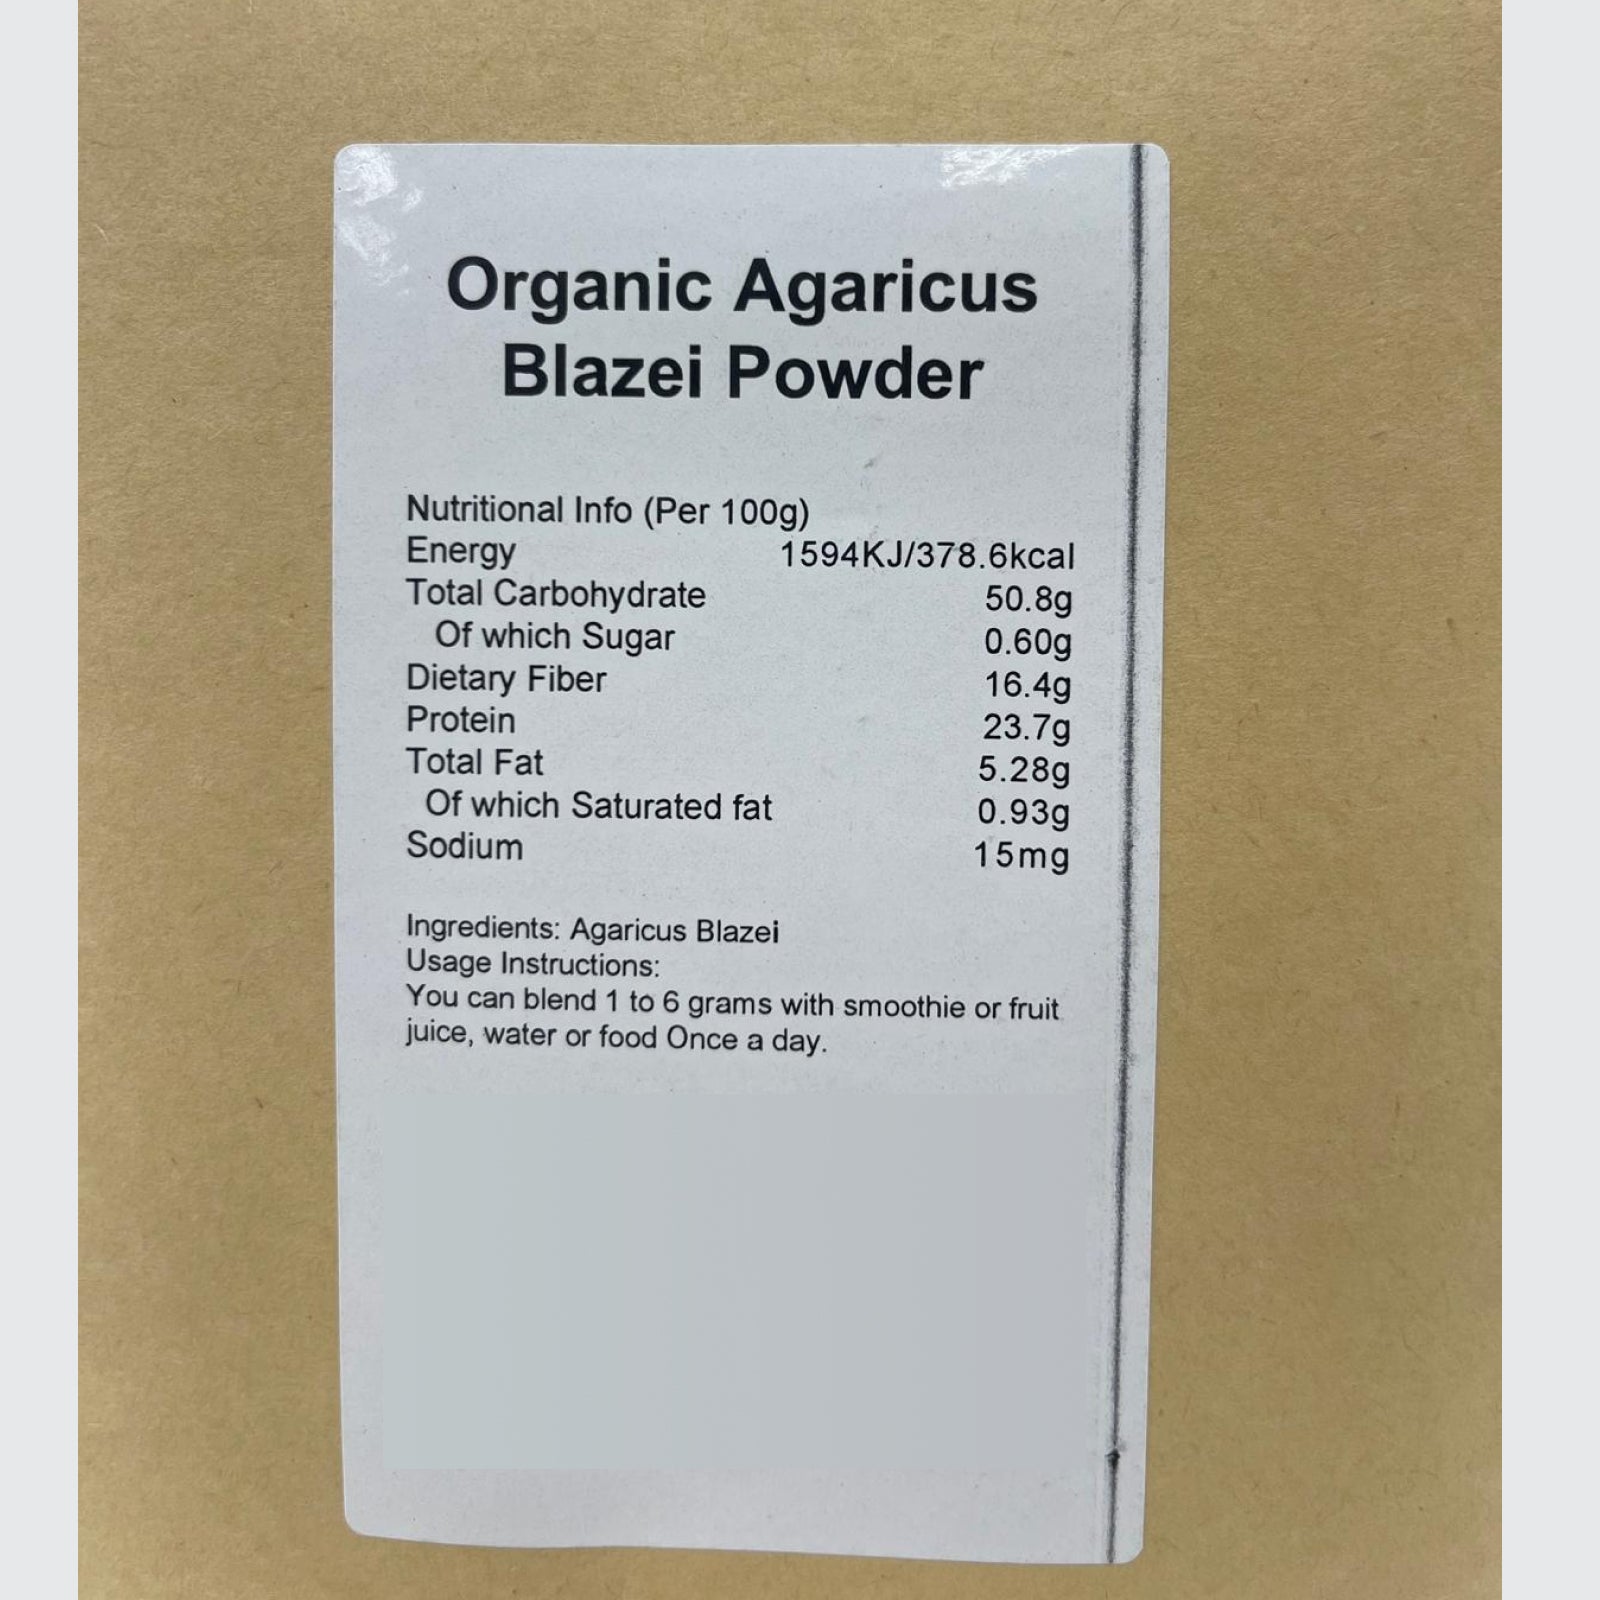 Organic Agaricus
Blazei Powder
Nutritional Info (Per 100g)
Energy 1594KJ/378.6kcal
Total Carbohydrate 50.8g
Of which Sugar 0.60g
Dietary Fiber 16.4g
Protein 23.7g
Total Fat 5.28g
Of which Saturated fat 0.93g
Sodium 15mg
Ingredients: Agaricus Blazei
Usage Instructions:
You can blend 1 to 6 grams with smoothie or fruit
juice, water or food Once a day.